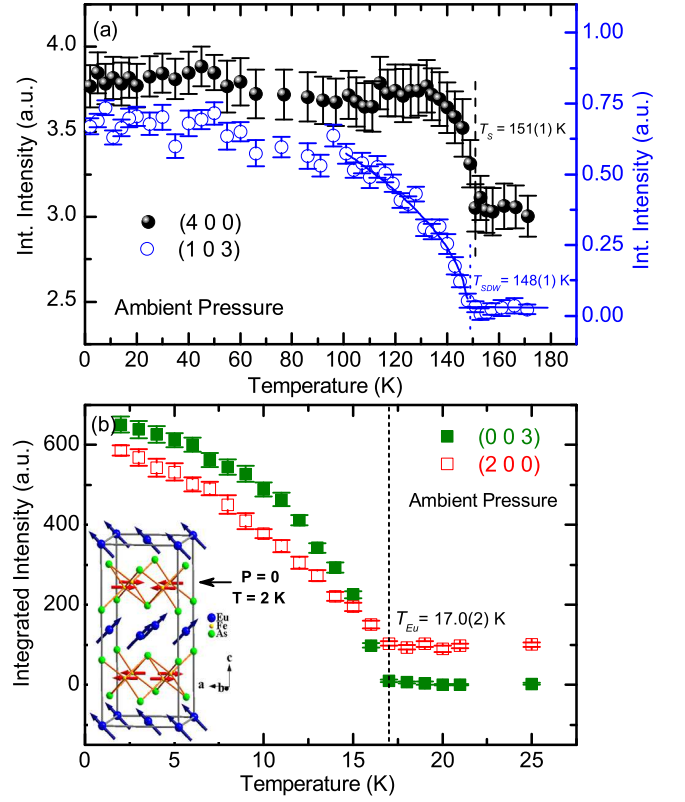 (a)
4.0
3.5
3.0
2.5
Int. Intensity (a.u.)
1.00
0.75
0.50
0.25
0.00
Int. Intensity (a.u.)
T_S = 151(1) K
(4 0 0)
(1 0 3)
T_SDW = 148(1) K
Ambient Pressure
0 20 40 60 80 100 120 140 160 180
Temperature (K)
(b)
600
400
200
0
Integrated Intensity (a.u.)
(0 0 3)
(2 0 0)
Ambient Pressure
P = 0
T = 2 K
T_Eu = 17.0(2) K
Eu
Fe
As
c
a b
0 5 10 15 20 25
Temperature (K)